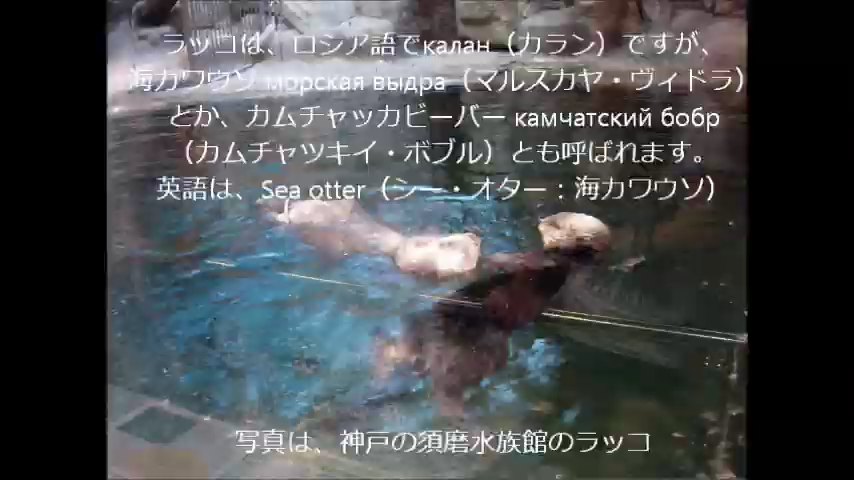 ラッコは、ロシア語でкалан（カラン）ですが、
海カワウソ морская выдра（マルスカヤ・ヴィドラ）
とか、カムチャッカビーバー камчатский бобр
（カムチャツキイ・ボブル）とも呼ばれます。
英語は、Sea otter（シー・オター：海カワウソ）
写真は、神戸の須磨水族館のラッコ